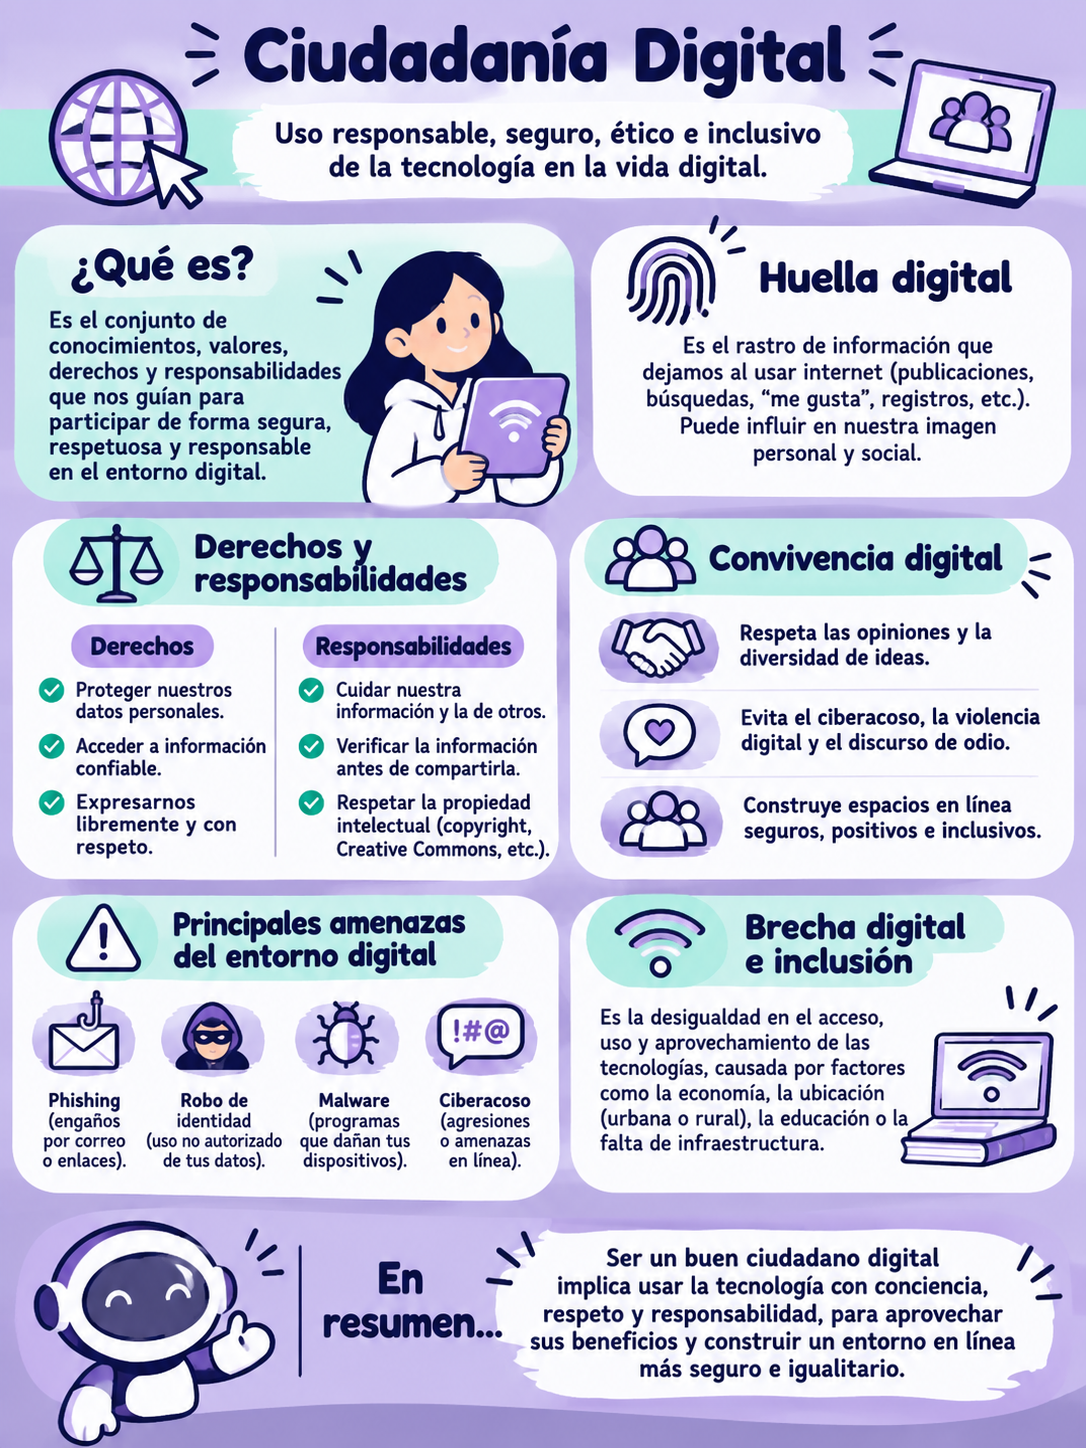 Ciudadanía Digital
Uso responsable, seguro, ético e inclusivo
de la tecnología en la vida digital.
¿Qué es?
Es el conjunto de
conocimientos, valores,
derechos y responsabilidades
que nos guían para
participar de forma segura,
respetuosa y responsable
en el entorno digital.
Huella digital
Es el rastro de información que
dejamos al usar internet (publicaciones,
búsquedas, “me gusta”, registros, etc.).
Puede influir en nuestra imagen
personal y social.
Derechos y
responsabilidades
Derechos
Proteger nuestros
datos personales.
Acceder a información
confiable.
Expresarnos
libremente y con
respeto.
Responsabilidades
Cuidar nuestra
información y la de otros.
Verificar la información
antes de compartirla.
Respetar la propiedad
intelectual (copyright,
Creative Commons, etc.).
Convivencia digital
Respeta las opiniones y la
diversidad de ideas.
Evita el ciberacoso, la violencia
digital y el discurso de odio.
Construye espacios en línea
seguros, positivos e inclusivos.
Principales amenazas
del entorno digital
Phishing
(engaños
por correo
o enlaces).
Robo de
identidad
(uso no autorizado
de tus datos).
Malware
(programas
que dañan tus
dispositivos).
!#@
Ciberacoso
(agresiones
o amenazas
en línea).
Brecha digital
e inclusión
Es la desigualdad en el acceso,
uso y aprovechamiento de las
tecnologías, causada por factores
como la economía, la ubicación
(urbana o rural), la educación o la
falta de infraestructura.
En
resumen...
Ser un buen ciudadano digital
implica usar la tecnología con conciencia,
respeto y responsabilidad, para aprovechar
sus beneficios y construir un entorno en línea
más seguro e igualitario.